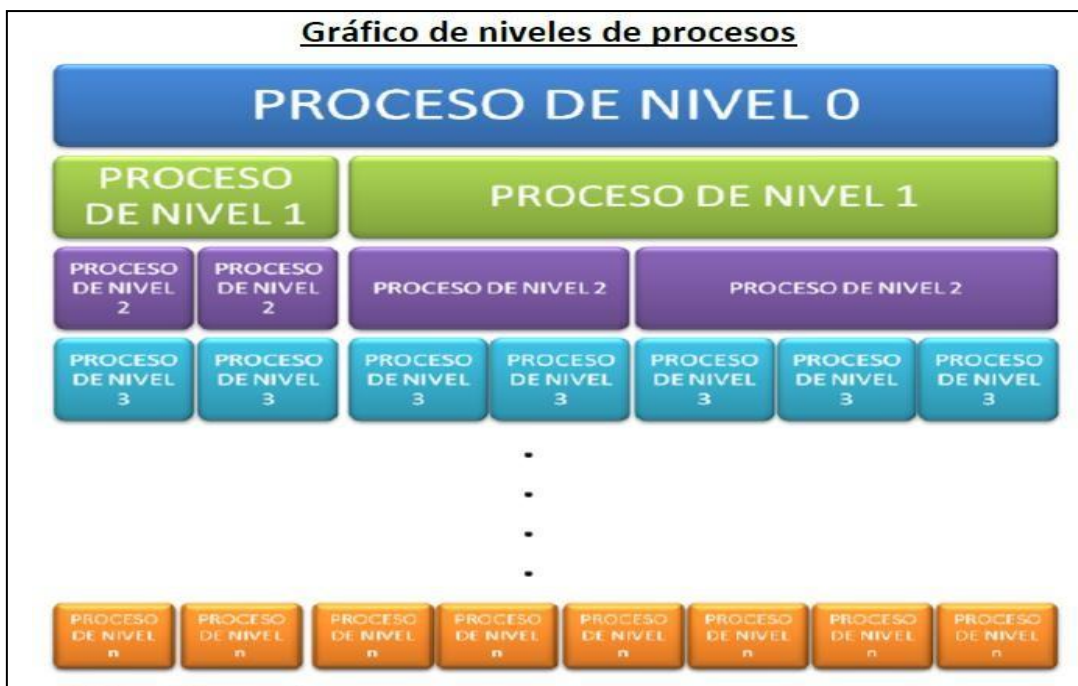 Gráfico de niveles de procesos
PROCESO DE NIVEL 0
PROCESO
DE NIVEL 1
PROCESO DE NIVEL 1
PROCESO
DE NIVEL
2
PROCESO
DE NIVEL
2
PROCESO DE NIVEL 2
PROCESO DE NIVEL 2
PROCESO
DE NIVEL
3
PROCESO
DE NIVEL
3
PROCESO
DE NIVEL
3
PROCESO
DE NIVEL
3
PROCESO
DE NIVEL
3
PROCESO
DE NIVEL
3
PROCESO
DE NIVEL
3
PROCESO
DE NIVEL
n
PROCESO
DE NIVEL
n
PROCESO
DE NIVEL
n
PROCESO
DE NIVEL
n
PROCESO
DE NIVEL
n
PROCESO
DE NIVEL
n
PROCESO
DE NIVEL
n
PROCESO
DE NIVEL
n